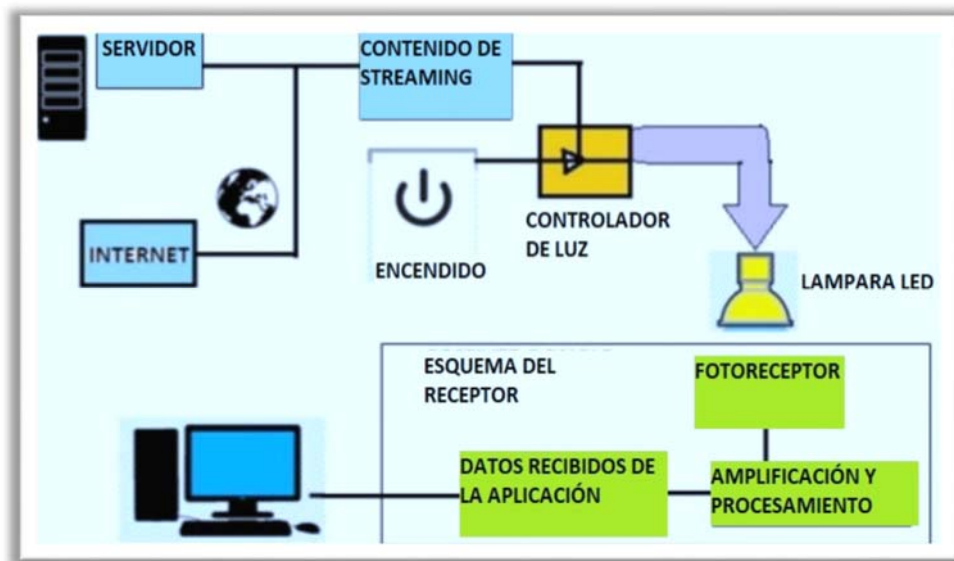 SERVIDOR
CONTENIDO DE
STREAMING
INTERNET
ENCENDIDO
CONTROLADOR
DE LUZ
LAMPARA LED
ESQUEMA DEL
RECEPTOR
FOTORECEPTOR
DATOS RECIBIDOS DE
LA APLICACIÓN
AMPLIFICACIÓN Y
PROCESAMIENTO